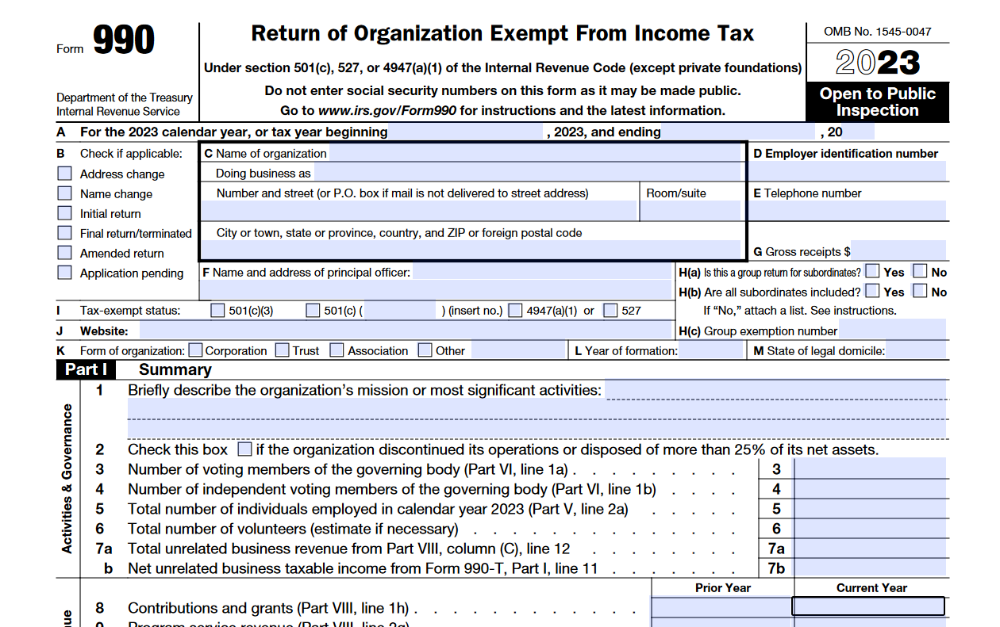 Form 990
Return of Organization Exempt From Income Tax
Under section 501(c), 527, or 4947(a)(1) of the Internal Revenue Code (except private foundations)
Do not enter social security numbers on this form as it may be made public.
Go to www.irs.gov/Form990 for instructions and the latest information.
Department of the Treasury
Internal Revenue Service
OMB No. 1545-0047
2023
Open to Public
Inspection
A For the 2023 calendar year, or tax year beginning , 2023, and ending , 20
B Check if applicable:
Address change
Name change
Initial return
Final return/terminated
Amended return
Application pending
C Name of organization
Doing business as
Number and street (or P.O. box if mail is not delivered to street address) Room/suite
City or town, state or province, country, and ZIP or foreign postal code
D Employer identification number
E Telephone number
G Gross receipts $
F Name and address of principal officer:
H(a) Is this a group return for subordinates? Yes No
H(b) Are all subordinates included? Yes No
If “No,” attach a list. See instructions.
I Tax-exempt status: 501(c)(3) 501(c) ( ) (insert no.) 4947(a)(1) or 527
J Website:
H(c) Group exemption number
K Form of organization: Corporation Trust Association Other L Year of formation: M State of legal domicile:
Part I Summary
Activities & Governance
1 Briefly describe the organization’s mission or most significant activities:
2 Check this box if the organization discontinued its operations or disposed of more than 25% of its net assets.
3 Number of voting members of the governing body (Part VI, line 1a) . . . . . . . . . 3
4 Number of independent voting members of the governing body (Part VI, line 1b) . . . . 4
5 Total number of individuals employed in calendar year 2023 (Part V, line 2a) . . . . . 5
6 Total number of volunteers (estimate if necessary) . . . . . . . . . . . . . . 6
7a Total unrelated business revenue from Part VIII, column (C), line 12 . . . . . . . . 7a
b Net unrelated business taxable income from Form 990-T, Part I, line 11 . . . . . . . 7b
Prior Year Current Year
8 Contributions and grants (Part VIII, line 1h) . . . . . . . . . . . .